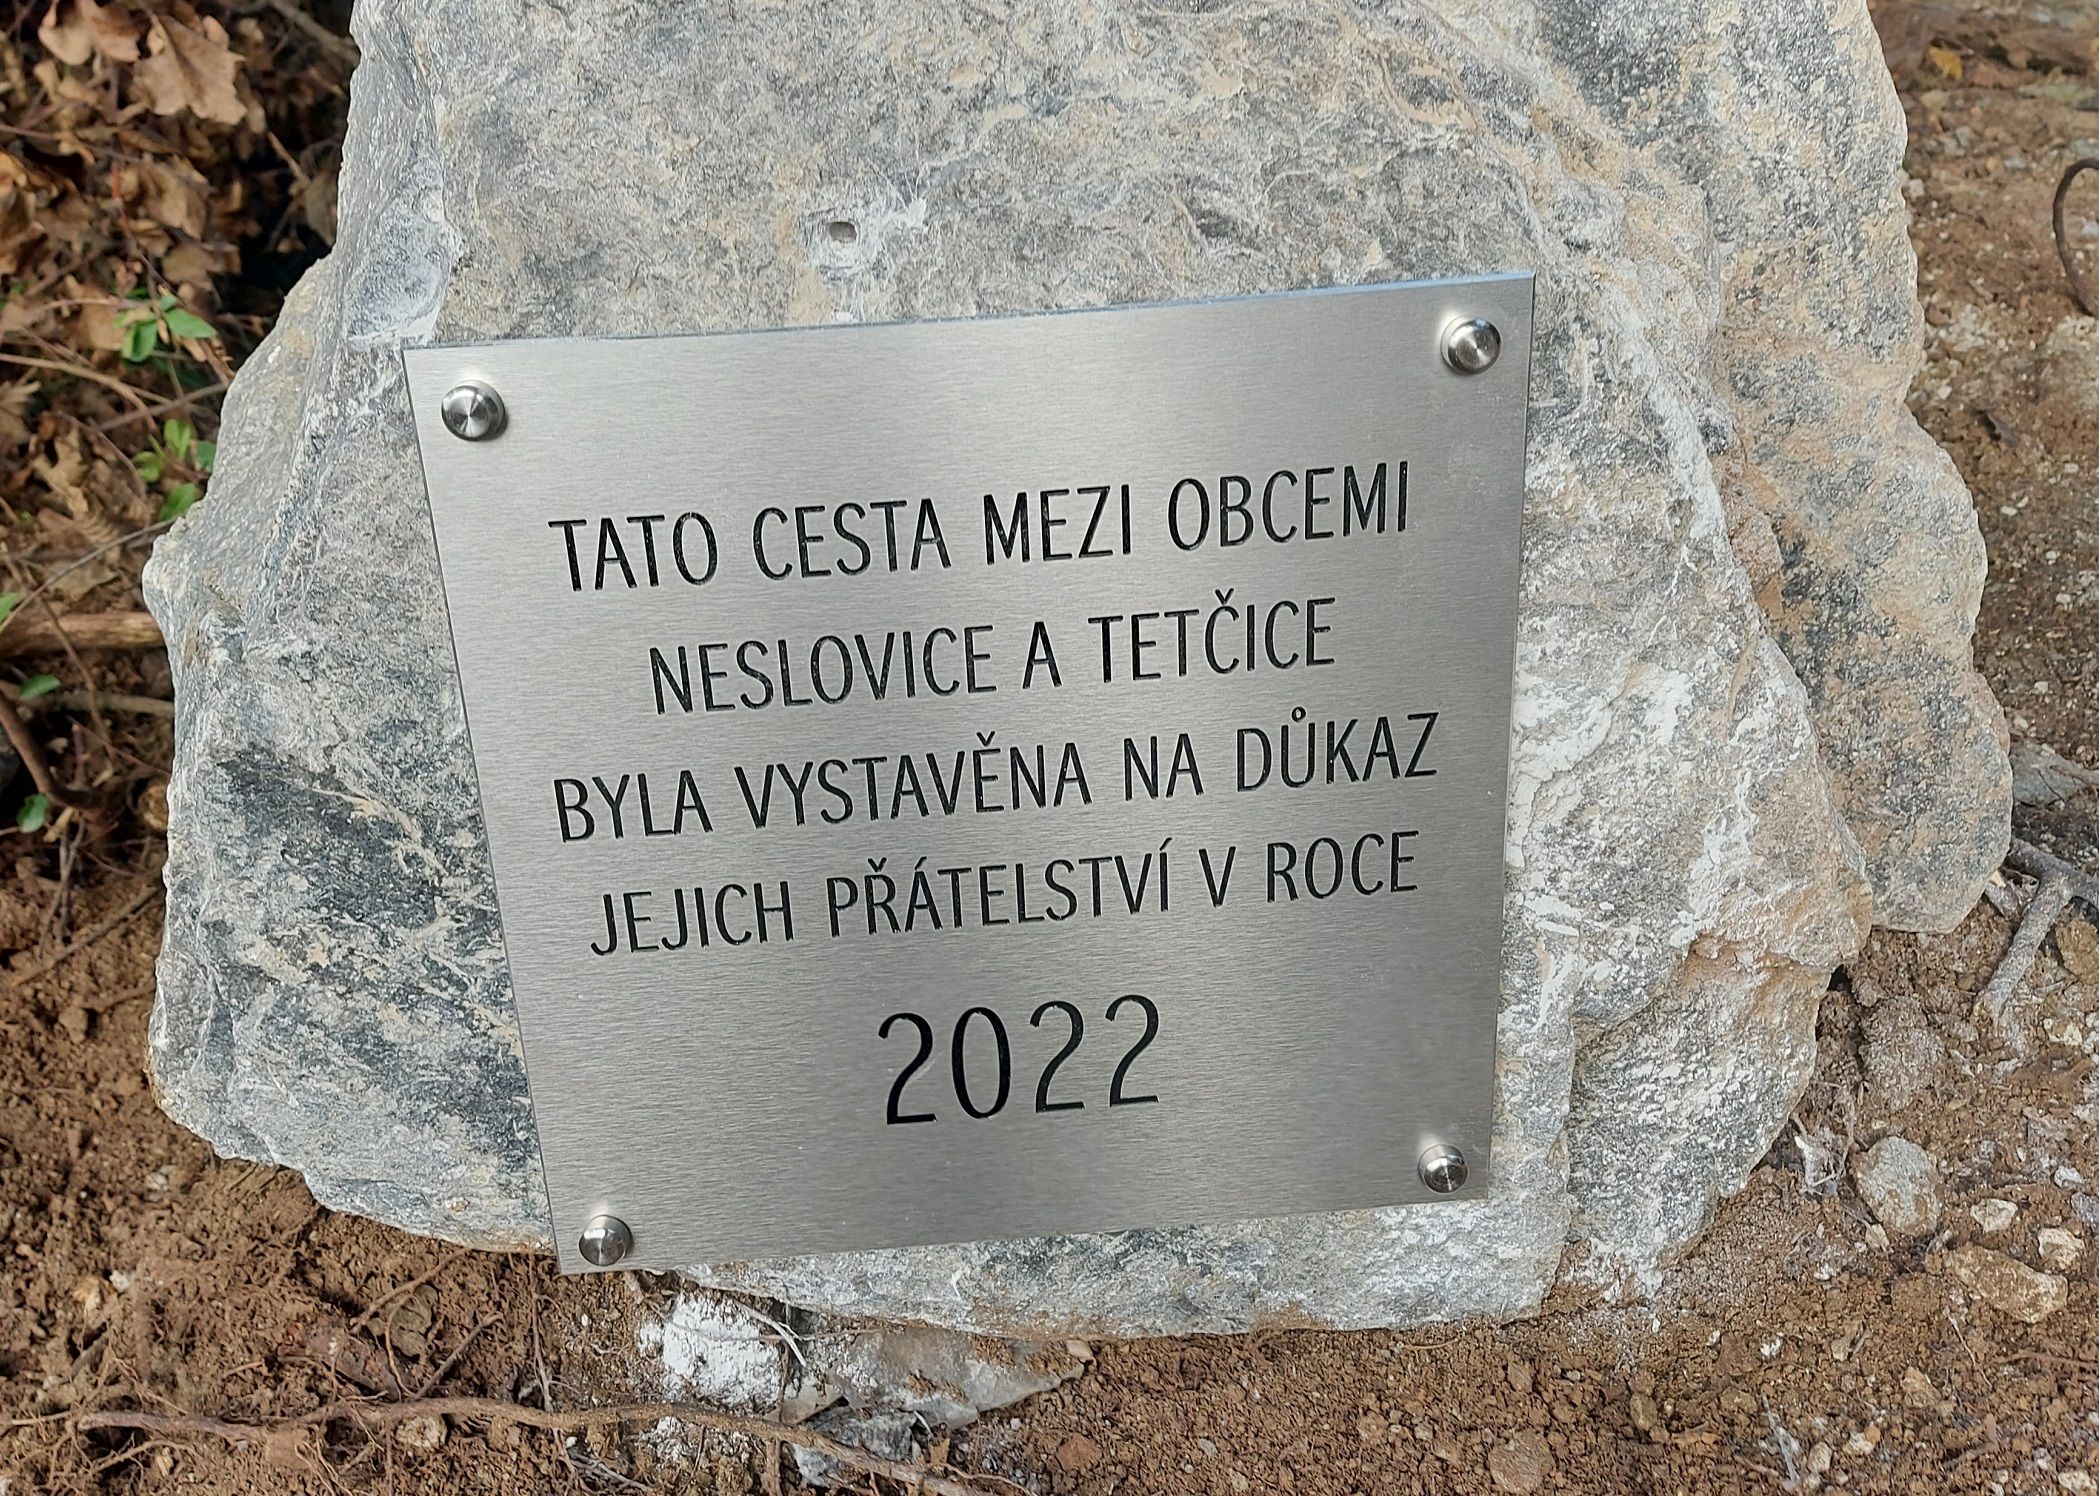 TATO CESTA MEZI OBCEMI
NESLOVICE A TETČICE
BYLA VYSTAVĚNA NA DŮKAZ
JEJICH PŘÁTELSTVÍ V ROCE
2022